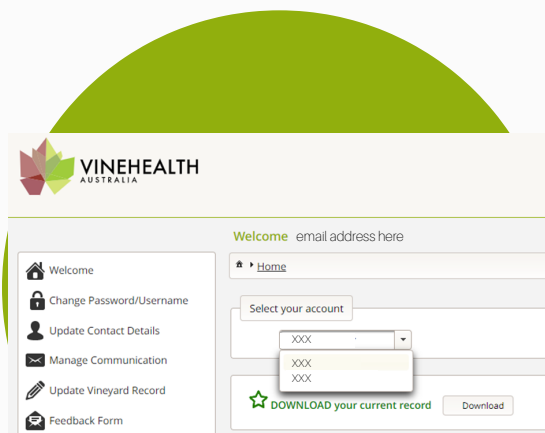 VINEHEALTH
AUSTRALIA
Welcome email address here
Home
Welcome
Change Password/Username
Update Contact Details
Manage Communication
Update Vineyard Record
Feedback Form
Select your account
XXX
XXX
XXX
DOWNLOAD your current record
Download